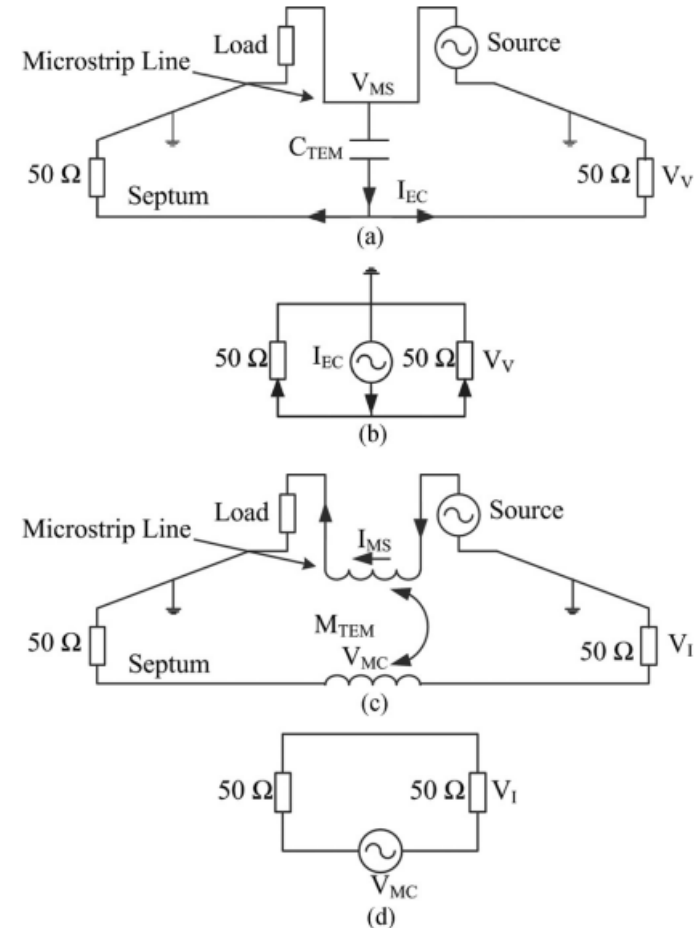 Load
Source
Microstrip Line
V_MS
C_TEM
50 Ω
50 Ω
V_V
Septum
I_EC
(a)
50 Ω
I_EC
50 Ω
V_V
(b)
Load
Source
Microstrip Line
I_MS
M_TEM
50 Ω
50 Ω
V_I
Septum
V_MC
(c)
50 Ω
50 Ω
V_I
V_MC
(d)